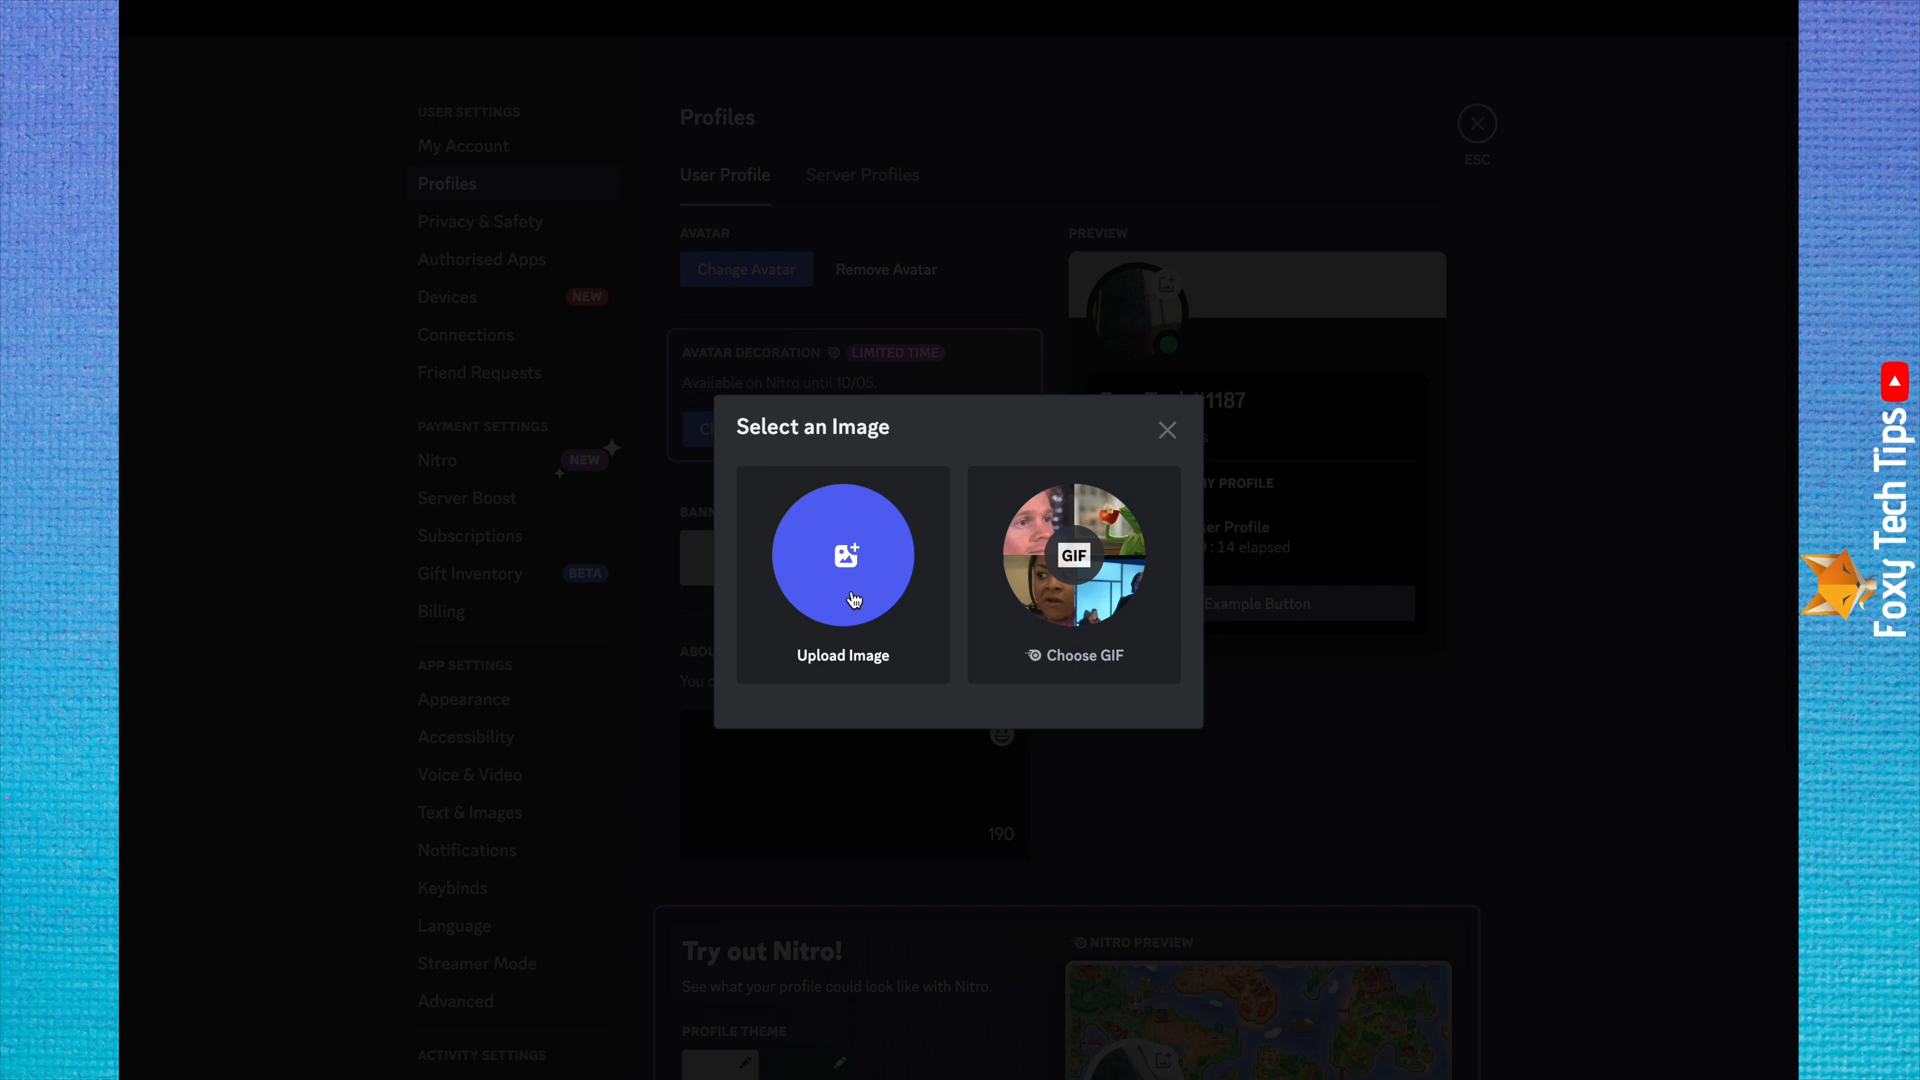 USER SETTINGS
My Account
Profiles
Privacy & Safety
Authorised Apps
Devices
NEW
Connections
Friend Requests
PAYMENT SETTINGS
Nitro
NEW
Server Boost
Subscriptions
Gift Inventory
BETA
Billing
APP SETTINGS
Appearance
Accessibility
Voice & Video
Text & Images
Notifications
Keybinds
Language
Streamer Mode
Advanced
ACTIVITY SETTINGS
Profiles
ESC
User Profile
Server Profiles
AVATAR
Change Avatar
Remove Avatar
AVATAR DECORATION
LIMITED TIME
Available on Nitro until 10/05.
PREVIEW
1187
Select an Image
GIF
Upload Image
Choose GIF
PROFILE
Profile
: 14 elapsed
Example Button
190
Try out Nitro!
See what your profile could look like with Nitro.
PROFILE THEME
NITRO PREVIEW
Foxy Tech Tips